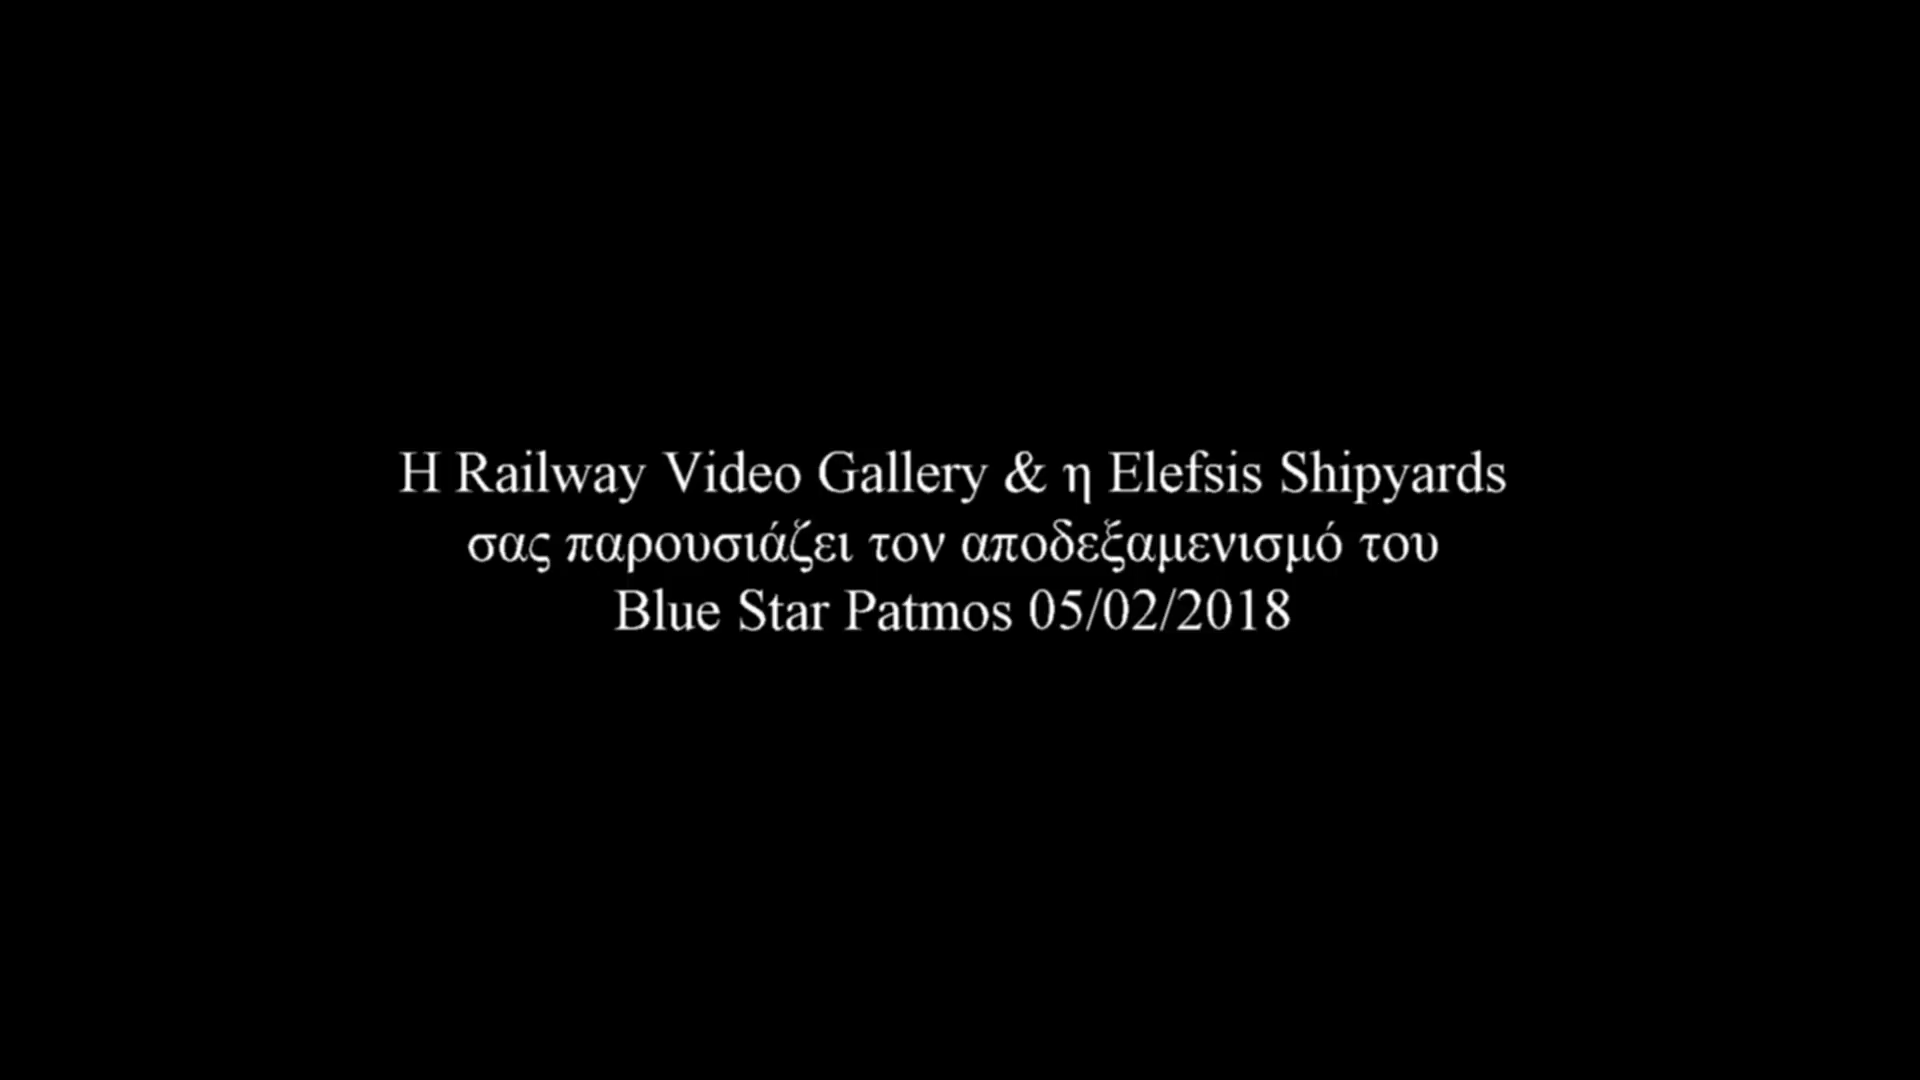 Η Railway Video Gallery & η Elefsis Shipyards
σας παρουσιάζει τον αποδεξαμενισμό του
Blue Star Patmos 05/02/2018